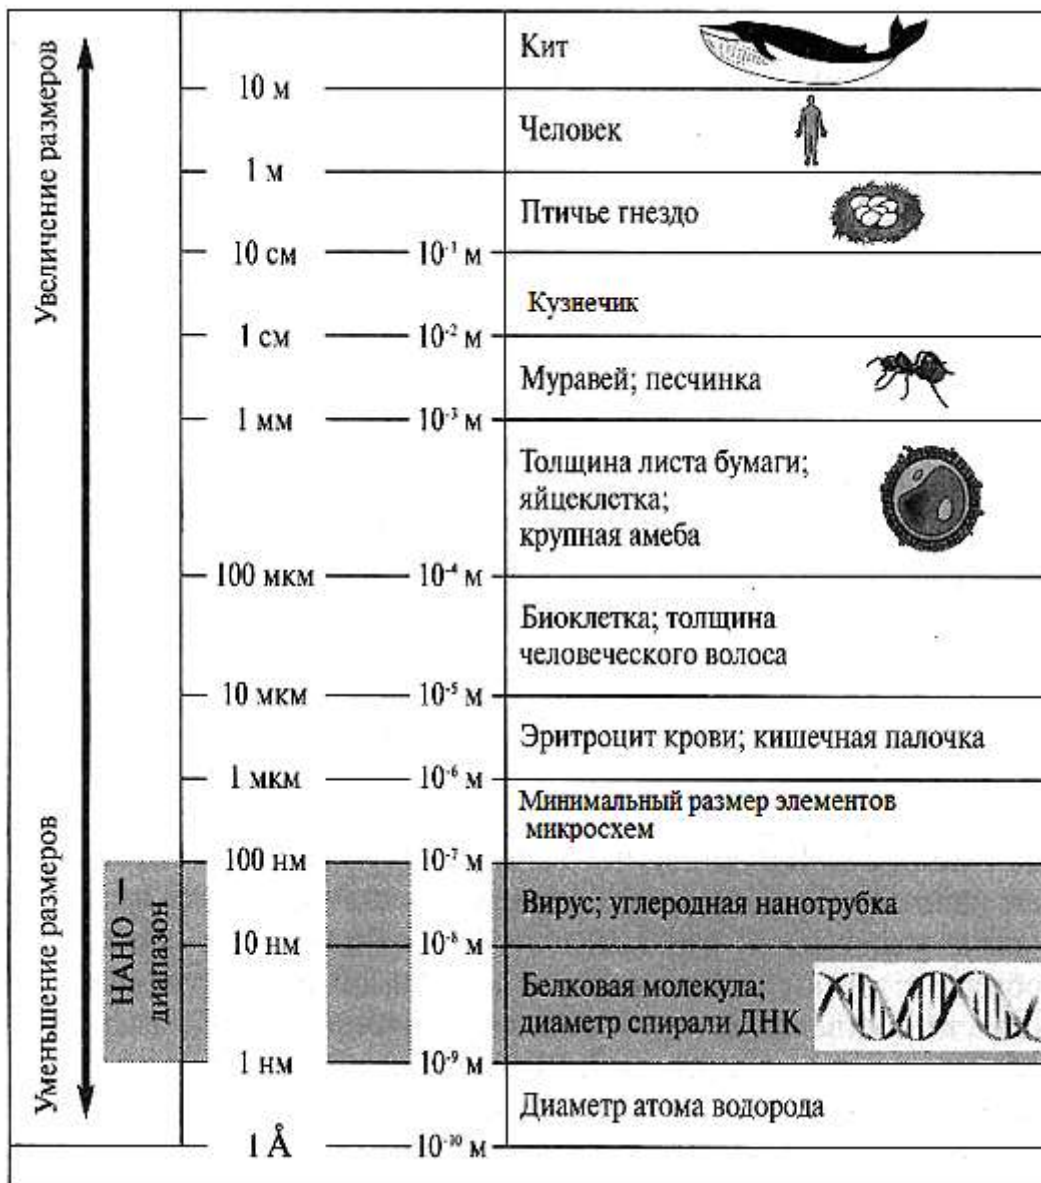 Увеличение размеров
Уменьшение размеров
НАНО —
диапазон
Кит
10 м
Человек
1 м
Птичье гнездо
10 см 10⁻¹ м
Кузнечик
1 см 10⁻² м
Муравей; песчинка
1 мм 10⁻³ м
Толщина листа бумаги;
яйцеклетка;
крупная амеба
100 мкм 10⁻⁴ м
Биоклетка; толщина
человеческого волоса
10 мкм 10⁻⁵ м
Эритроцит крови; кишечная палочка
1 мкм 10⁻⁶ м
Минимальный размер элементов
микросхем
100 нм 10⁻⁷ м
Вирус; углеродная нанотрубка
10 нм 10⁻⁸ м
Белковая молекула;
диаметр спирали ДНК
1 нм 10⁻⁹ м
Диаметр атома водорода
1 Å 10⁻¹⁰ м